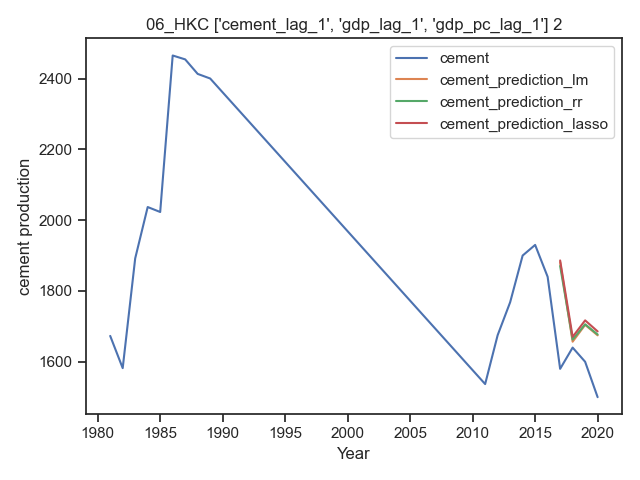 06_HKC ['cement_lag_1', 'gdp_lag_1', 'gdp_pc_lag_1'] 2
cement
cement_prediction_lm
cement_prediction_rr
cement_prediction_lasso
cement production
2400
2200
2000
1800
1600
1980 1985 1990 1995 2000 2005 2010 2015 2020
Year